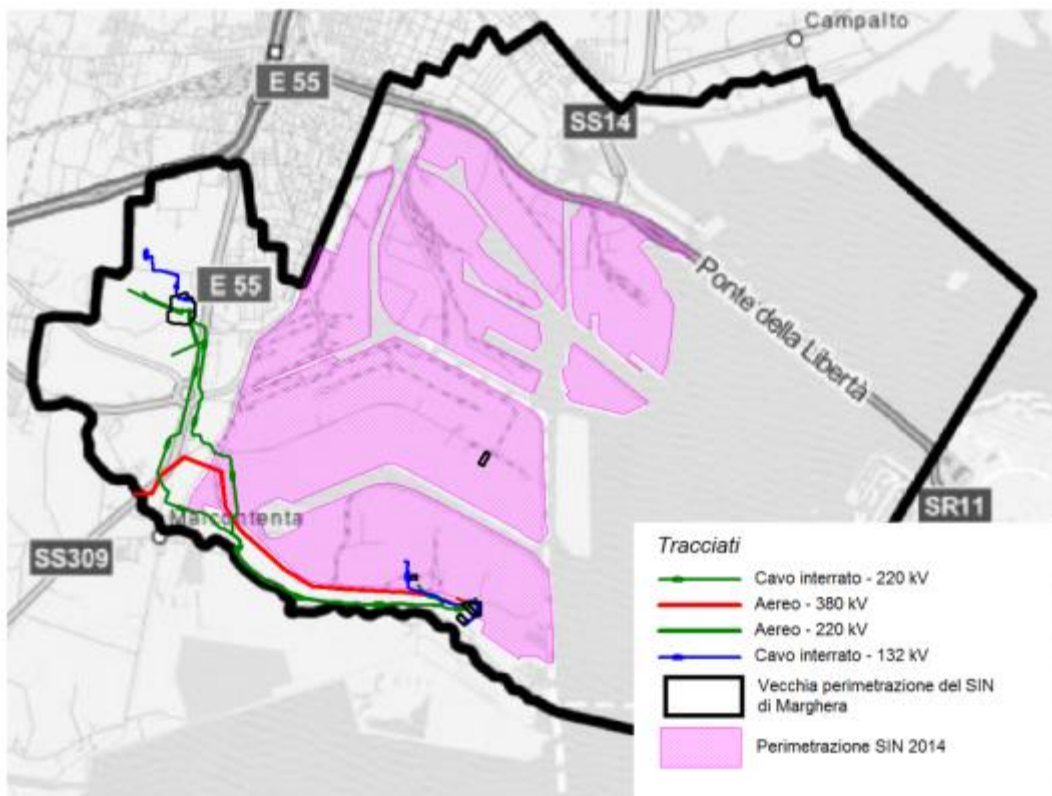 Campalto
E 55
SS14
E 55
Ponte della Libertà
Malcontenta
SS309
SR11
Tracciati
Cavo interrato - 220 kV
Aereo - 380 kV
Aereo - 220 kV
Cavo interrato - 132 kV
Vecchia perimetrazione del SIN
di Marghera
Perimetrazione SIN 2014